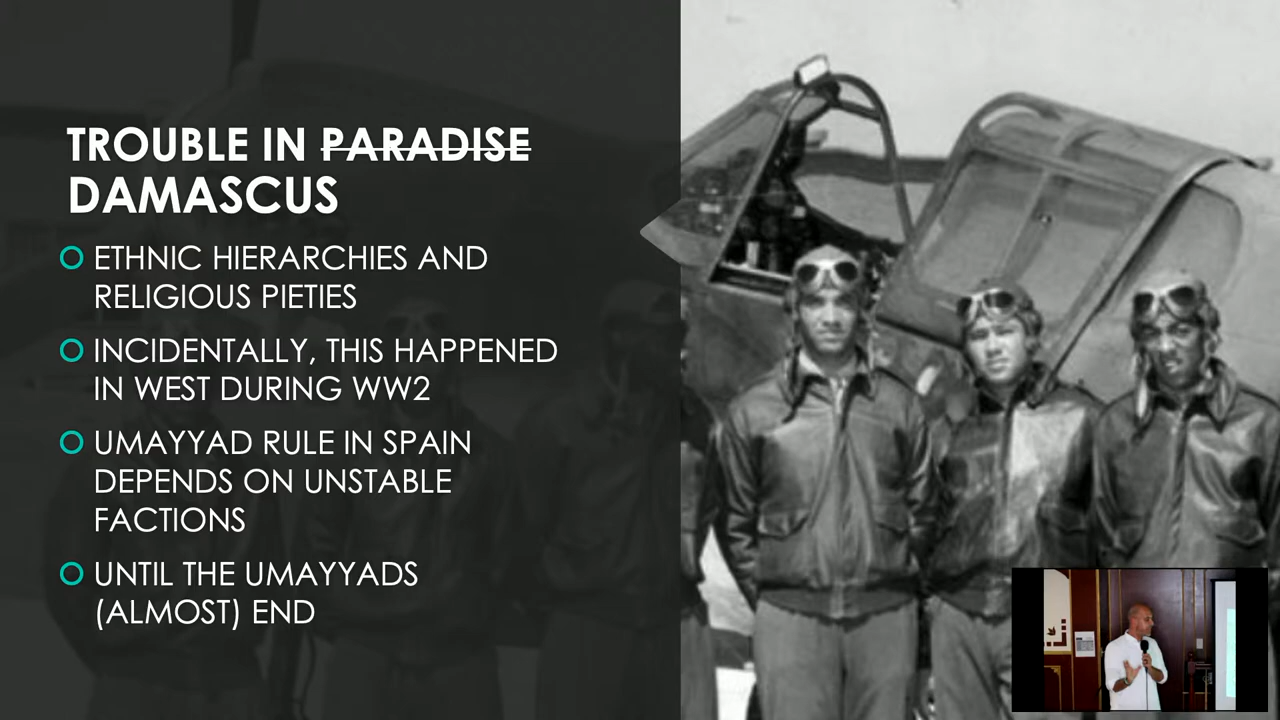 TROUBLE IN PARADISE
DAMASCUS
ETHNIC HIERARCHIES AND
RELIGIOUS PIETIES
INCIDENTALLY, THIS HAPPENED
IN WEST DURING WW2
UMAYYAD RULE IN SPAIN
DEPENDS ON UNSTABLE
FACTIONS
UNTIL THE UMAYYADS
(ALMOST) END